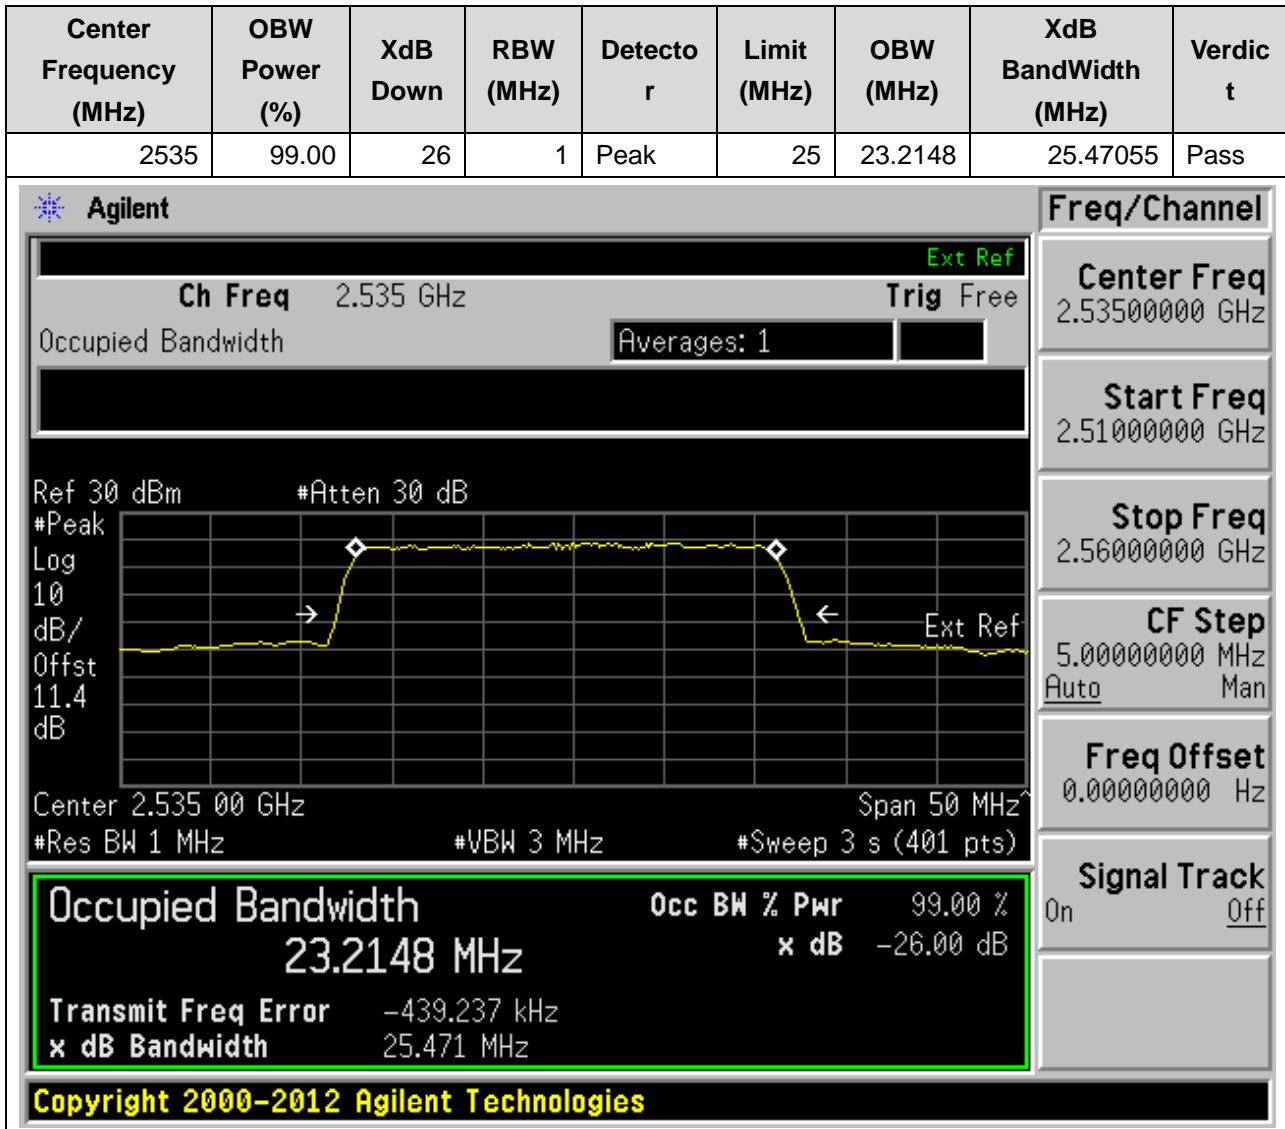 Center Frequency (MHz) OBW Power (%) XdB Down RBW (MHz) Detecto r Limit (MHz) OBW (MHz) XdB BandWidth (MHz) Verdic t
2535 99.00 26 1 Peak 25 23.2148 25.47055 Pass
Agilent
Ext Ref
Ch Freq 2.535 GHz Trig Free
Occupied Bandwidth Averages: 1
Ref 30 dBm #Atten 30 dB
#Peak
Log
10
dB/
Offst
11.4
dB
Ext Ref
Center 2.535 00 GHz Span 50 MHz^
#Res BW 1 MHz #VBW 3 MHz #Sweep 3 s (401 pts)
Occupied Bandwidth
23.2148 MHz
Occ BW % Pwr 99.00 %
x dB -26.00 dB
Transmit Freq Error -439.237 kHz
x dB Bandwidth 25.471 MHz
Freq/Channel
Center Freq
2.53500000 GHz
Start Freq
2.51000000 GHz
Stop Freq
2.56000000 GHz
CF Step
5.00000000 MHz
Auto Man
Freq Offset
0.00000000 Hz
Signal Track
On Off
Copyright 2000-2012 Agilent Technologies